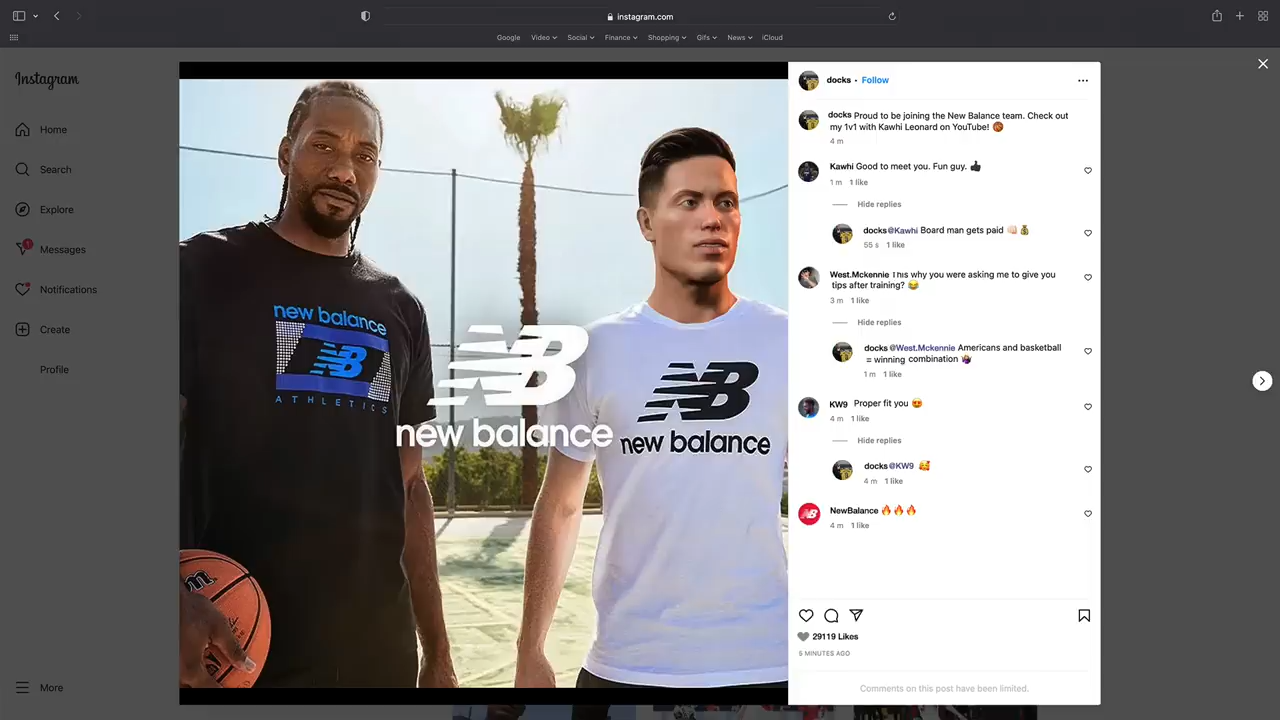 instagram.com
Google Video Social Finance Shopping Gifs News iCloud
Instagram
Home
Search
Explore
1
Messages
Notifications
Create
Profile
More
new balance
ATHLETICS
NB
new balance
NB
new balance
m
docks • Follow
docks Proud to be joining the New Balance team. Check out
my 1v1 with Kawhi Leonard on YouTube! 🏀
4 m
Kawhi Good to meet you. Fun guy. 👍🏿
1 m 1 like
Hide replies
docks@Kawhi Board man gets paid 👊🏻 💰
55 s 1 like
West.Mckennie This why you were asking me to give you
tips after training? 😂
3 m 1 like
Hide replies
docks @West.Mckennie Americans and basketball
= winning combination
1 m 1 like
KW9 Proper fit you 😍
4 m 1 like
Hide replies
docks@KW9 🥰
4 m 1 like
NewBalance 🔥🔥🔥
4 m 1 like
29119 Likes
5 MINUTES AGO
Comments on this post have been limited.